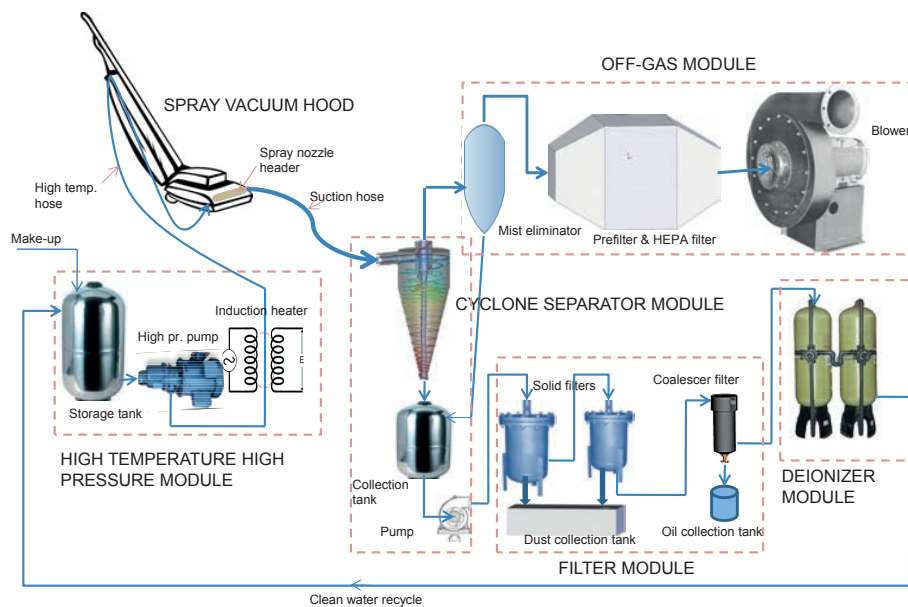 OFF-GAS MODULE
SPRAY VACUUM HOOD
Blower
Spray nozzle
header
High temp.
hose
Suction hose
Mist eliminator
Prefilter & HEPA filter
Make-up
CYCLONE SEPARATOR MODULE
Induction heater
High pr. pump
Solid filters
Coalescer filter
Storage tank
HIGH TEMPERATURE HIGH
PRESSURE MODULE
DEIONIZER
MODULE
Collection
tank
Pump
Dust collection tank
Oil collection tank
FILTER MODULE
Clean water recycle